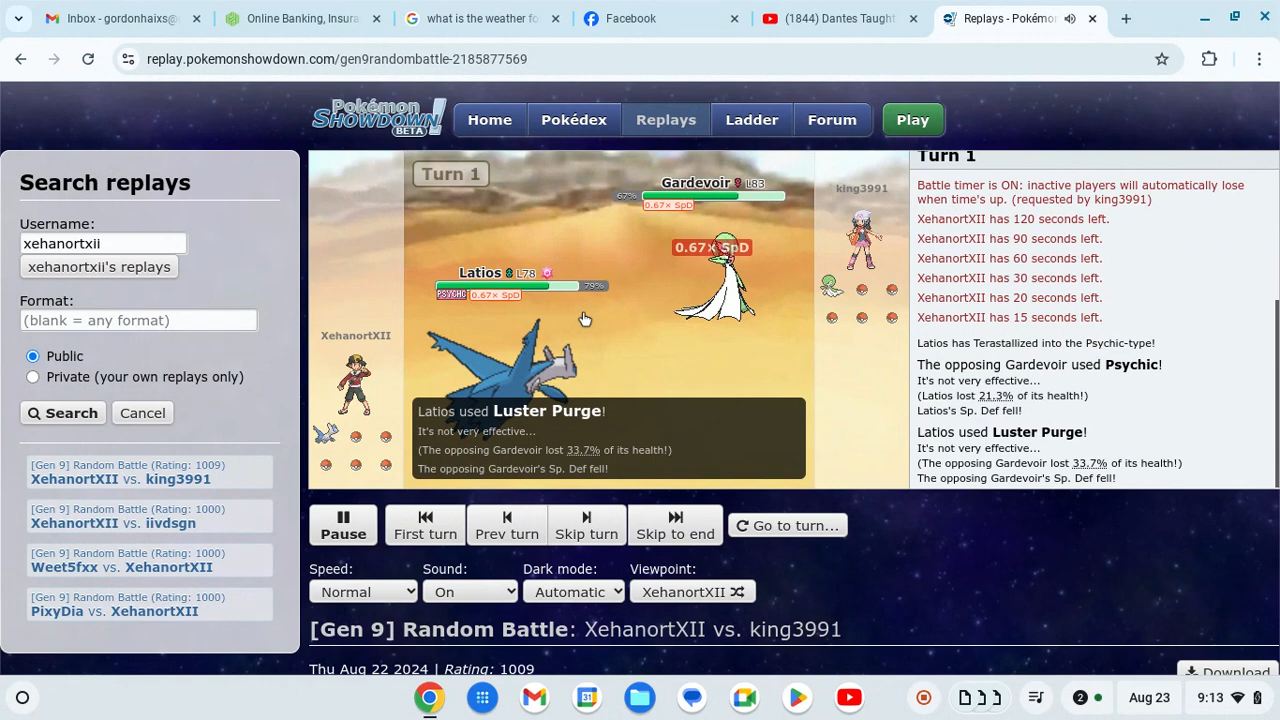 Inbox - gordonhaixs@
Online Banking, Insura
what is the weather fo
Facebook
(1844) Dantes Taught
Replays - Pokémon
replay.pokemonshowdown.com/gen9randombattle-2185877569
Pokémon
SHOWDOWN!
BETA
Home
Pokédex
Replays
Ladder
Forum
Play
Search replays
Username:
xehanortxii
xehanortxii's replays
Format:
(blank = any format)
Public
Private (your own replays only)
Search
Cancel
[Gen 9] Random Battle (Rating: 1009)
XehanortXII vs. king3991
[Gen 9] Random Battle (Rating: 1000)
XehanortXII vs. iivdsgn
[Gen 9] Random Battle (Rating: 1000)
Weet5fxx vs. XehanortXII
[Gen 9] Random Battle (Rating: 1000)
PixyDia vs. XehanortXII
Turn 1
Gardevoir L83
67%
0.67× SpD
0.67× SpD
king3991
Latios L78
79%
PSYCHC 0.67× SpD
XehanortXII
Latios used Luster Purge!
It's not very effective...
(The opposing Gardevoir lost 33.7% of its health!)
The opposing Gardevoir's Sp. Def fell!
Turn 1
Battle timer is ON: inactive players will automatically lose
when time's up. (requested by king3991)
XehanortXII has 120 seconds left.
XehanortXII has 90 seconds left.
XehanortXII has 60 seconds left.
XehanortXII has 30 seconds left.
XehanortXII has 20 seconds left.
XehanortXII has 15 seconds left.
Latios has Terastallized into the Psychic-type!
The opposing Gardevoir used Psychic!
It's not very effective...
(Latios lost 21.3% of its health!)
Latios's Sp. Def fell!
Latios used Luster Purge!
It's not very effective...
(The opposing Gardevoir lost 33.7% of its health!)
The opposing Gardevoir's Sp. Def fell!
Pause
First turn
Prev turn
Skip turn
Skip to end
Go to turn...
Speed:
Normal
Sound:
On
Dark mode:
Automatic
Viewpoint:
XehanortXII
[Gen 9] Random Battle: XehanortXII vs. king3991
Thu Aug 22 2024 | Rating: 1009
Download
31
2
Aug 23
9:13